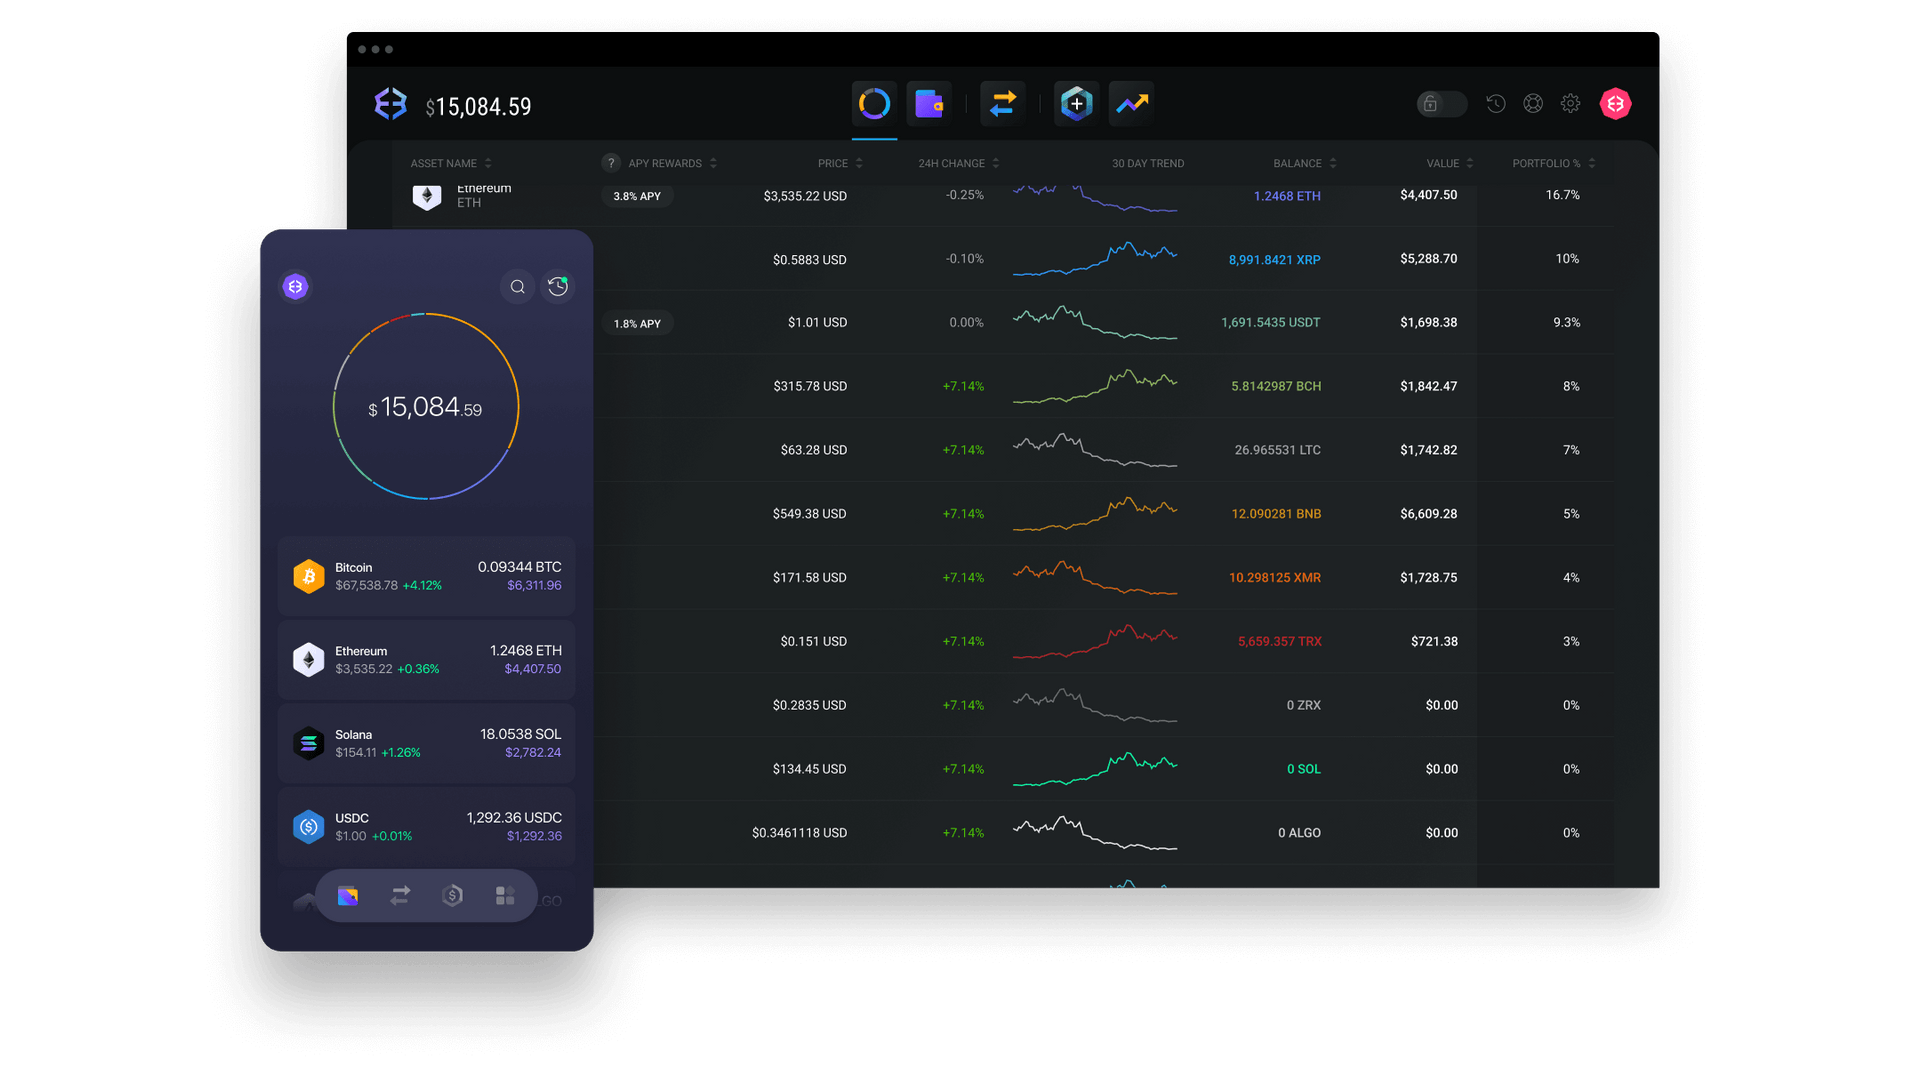 $15,084.59
ASSET NAME ? APY REWARDS PRICE 24H CHANGE 30 DAY TREND BALANCE VALUE PORTFOLIO %
Ethereum
ETH
3.8% APY $3,535.22 USD -0.25% 1.2468 ETH $4,407.50 16.7%
$0.5883 USD -0.10% 8,991.8421 XRP $5,288.70 10%
1.8% APY $1.01 USD 0.00% 1,691.5435 USDT $1,698.38 9.3%
$315.78 USD +7.14% 5.8142987 BCH $1,842.47 8%
$63.28 USD +7.14% 26.965531 LTC $1,742.82 7%
$549.38 USD +7.14% 12.090281 BNB $6,609.28 5%
$171.58 USD +7.14% 10.298125 XMR $1,728.75 4%
$0.151 USD +7.14% 5,659.357 TRX $721.38 3%
$0.2835 USD +7.14% 0 ZRX $0.00 0%
$134.45 USD +7.14% 0 SOL $0.00 0%
$0.3461118 USD +7.14% 0 ALGO $0.00 0%
$15,084.59
Bitcoin 0.09344 BTC
$67,538.78 +4.12% $6,311.96
Ethereum 1.2468 ETH
$3,535.22 +0.36% $4,407.50
Solana 18.0538 SOL
$154.11 +1.26% $2,782.24
USDC 1,292.36 USDC
$1.00 +0.01% $1,292.36